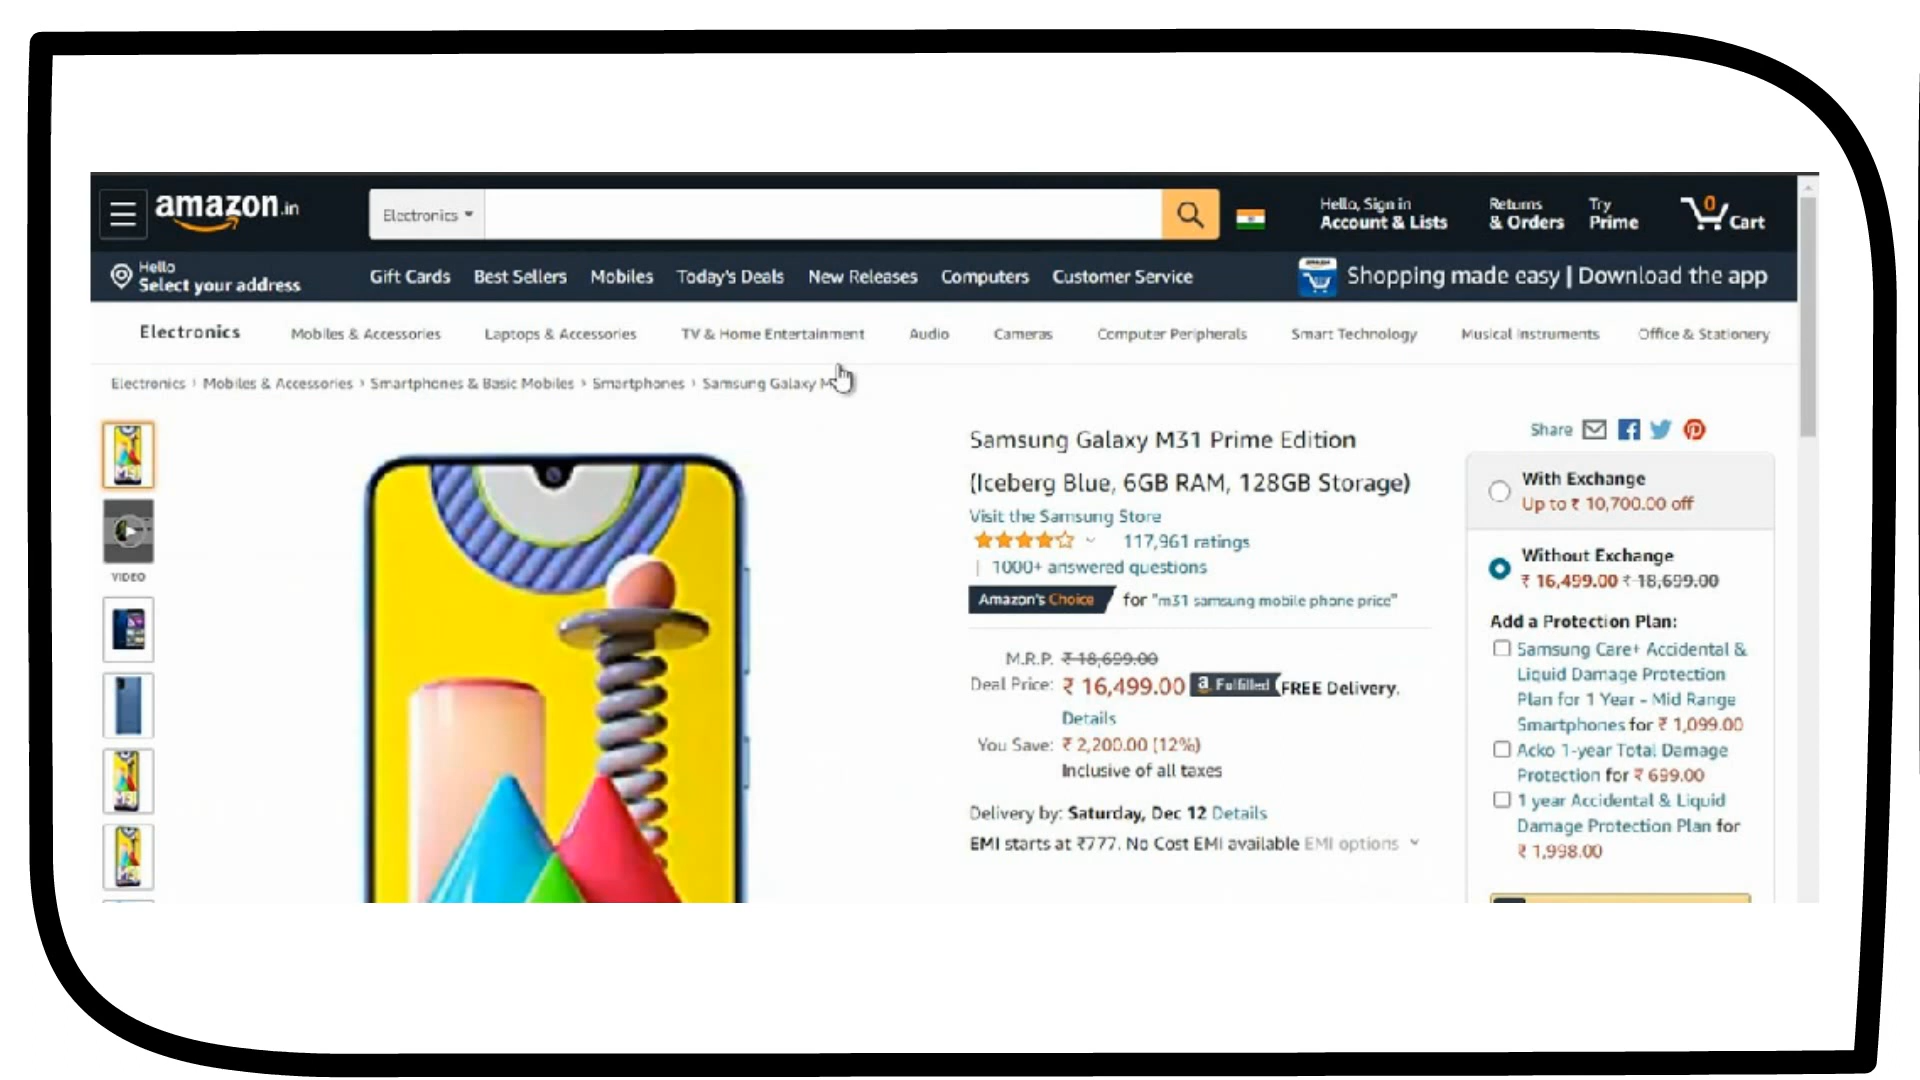 amazon.in
Electronics
Hello, Sign in
Account & Lists
Returns
& Orders
Try
Prime
0
Cart
Hello
Select your address
Gift Cards Best Sellers Mobiles Today's Deals New Releases Computers Customer Service
Shopping made easy | Download the app
Electronics Mobiles & Accessories Laptops & Accessories TV & Home Entertainment Audio Cameras Computer Peripherals Smart Technology Musical Instruments Office & Stationery
Electronics › Mobiles & Accessories › Smartphones & Basic Mobiles › Smartphones › Samsung Galaxy
VIDEO
Samsung Galaxy M31 Prime Edition
(Iceberg Blue, 6GB RAM, 128GB Storage)
Visit the Samsung Store
117,961 ratings
| 1000+ answered questions
Amazon's Choice for "m31 samsung mobile phone price"
M.R.P. ₹ 18,699.00
Deal Price: ₹ 16,499.00 a Fulfilled FREE Delivery.
Details
You Save: ₹ 2,200.00 (12%)
Inclusive of all taxes
Delivery by: Saturday, Dec 12 Details
EMI starts at ₹777. No Cost EMI available EMI options
Share
With Exchange
Up to ₹ 10,700.00 off
Without Exchange
₹ 16,499.00 ₹ 18,699.00
Add a Protection Plan:
Samsung Care+ Accidental &
Liquid Damage Protection
Plan for 1 Year - Mid Range
Smartphones for ₹ 1,099.00
Acko 1-year Total Damage
Protection for ₹ 699.00
1 year Accidental & Liquid
Damage Protection Plan for
₹ 1,998.00